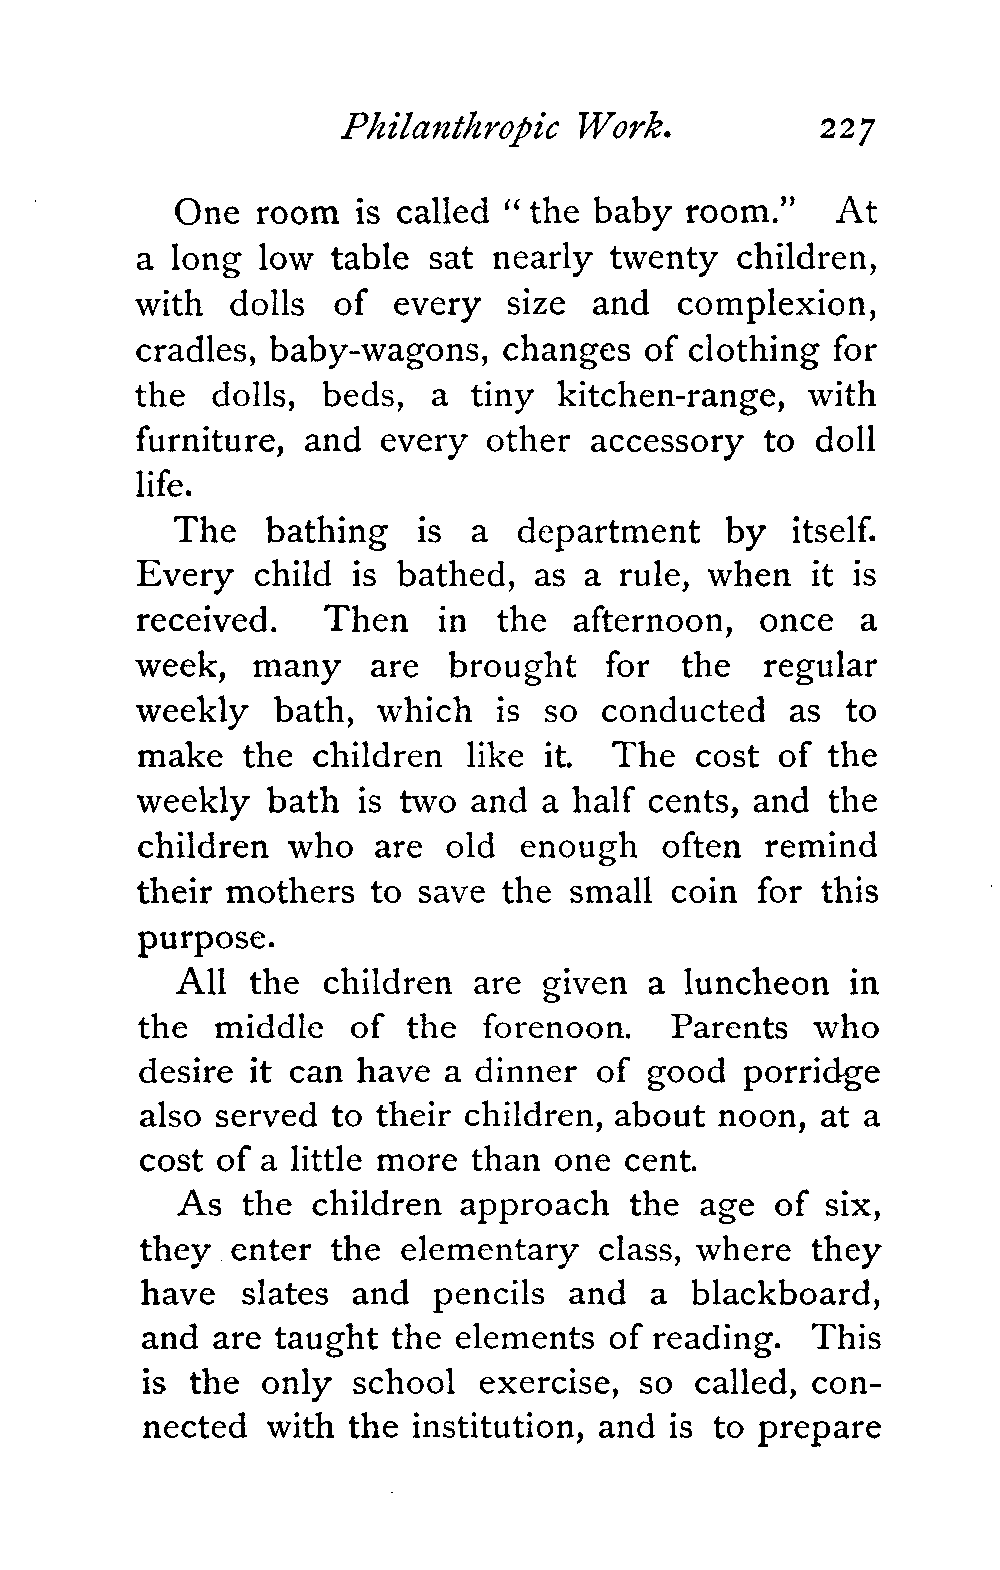 Philanthropic Work. 227
One room is called “ the baby room.” At
a long low table sat nearly twenty children,
with dolls of every size and complexion,
cradles, baby-wagons, changes of clothing for
the dolls, beds, a tiny kitchen-range, with
furniture, and every other accessory to doll
life.
The bathing is a department by itself.
Every child is bathed, as a rule, when it is
received. Then in the afternoon, once a
week, many are brought for the regular
weekly bath, which is so conducted as to
make the children like it. The cost of the
weekly bath is two and a half cents, and the
children who are old enough often remind
their mothers to save the small coin for this
purpose.
All the children are given a luncheon in
the middle of the forenoon. Parents who
desire it can have a dinner of good porridge
also served to their children, about noon, at a
cost of a little more than one cent.
As the children approach the age of six,
they enter the elementary class, where they
have slates and pencils and a blackboard,
and are taught the elements of reading. This
is the only school exercise, so called, con-
nected with the institution, and is to prepare